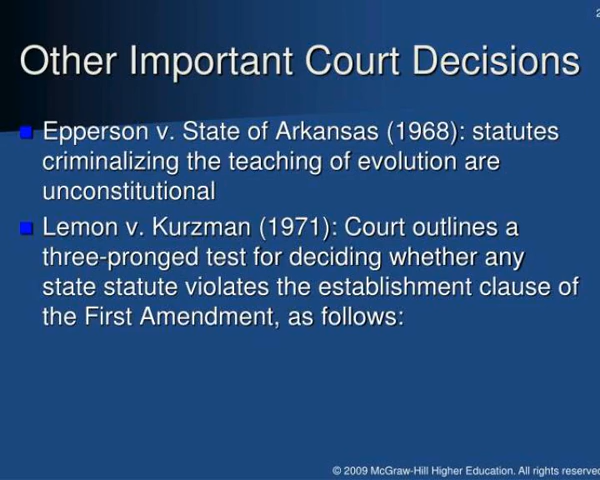 2
Other Important Court Decisions
Epperson v. State of Arkansas (1968): statutes
criminalizing the teaching of evolution are
unconstitutional
Lemon v. Kurzman (1971): Court outlines a
three-pronged test for deciding whether any
state statute violates the establishment clause of
the First Amendment, as follows:
© 2009 McGraw-Hill Higher Education. All rights reserved